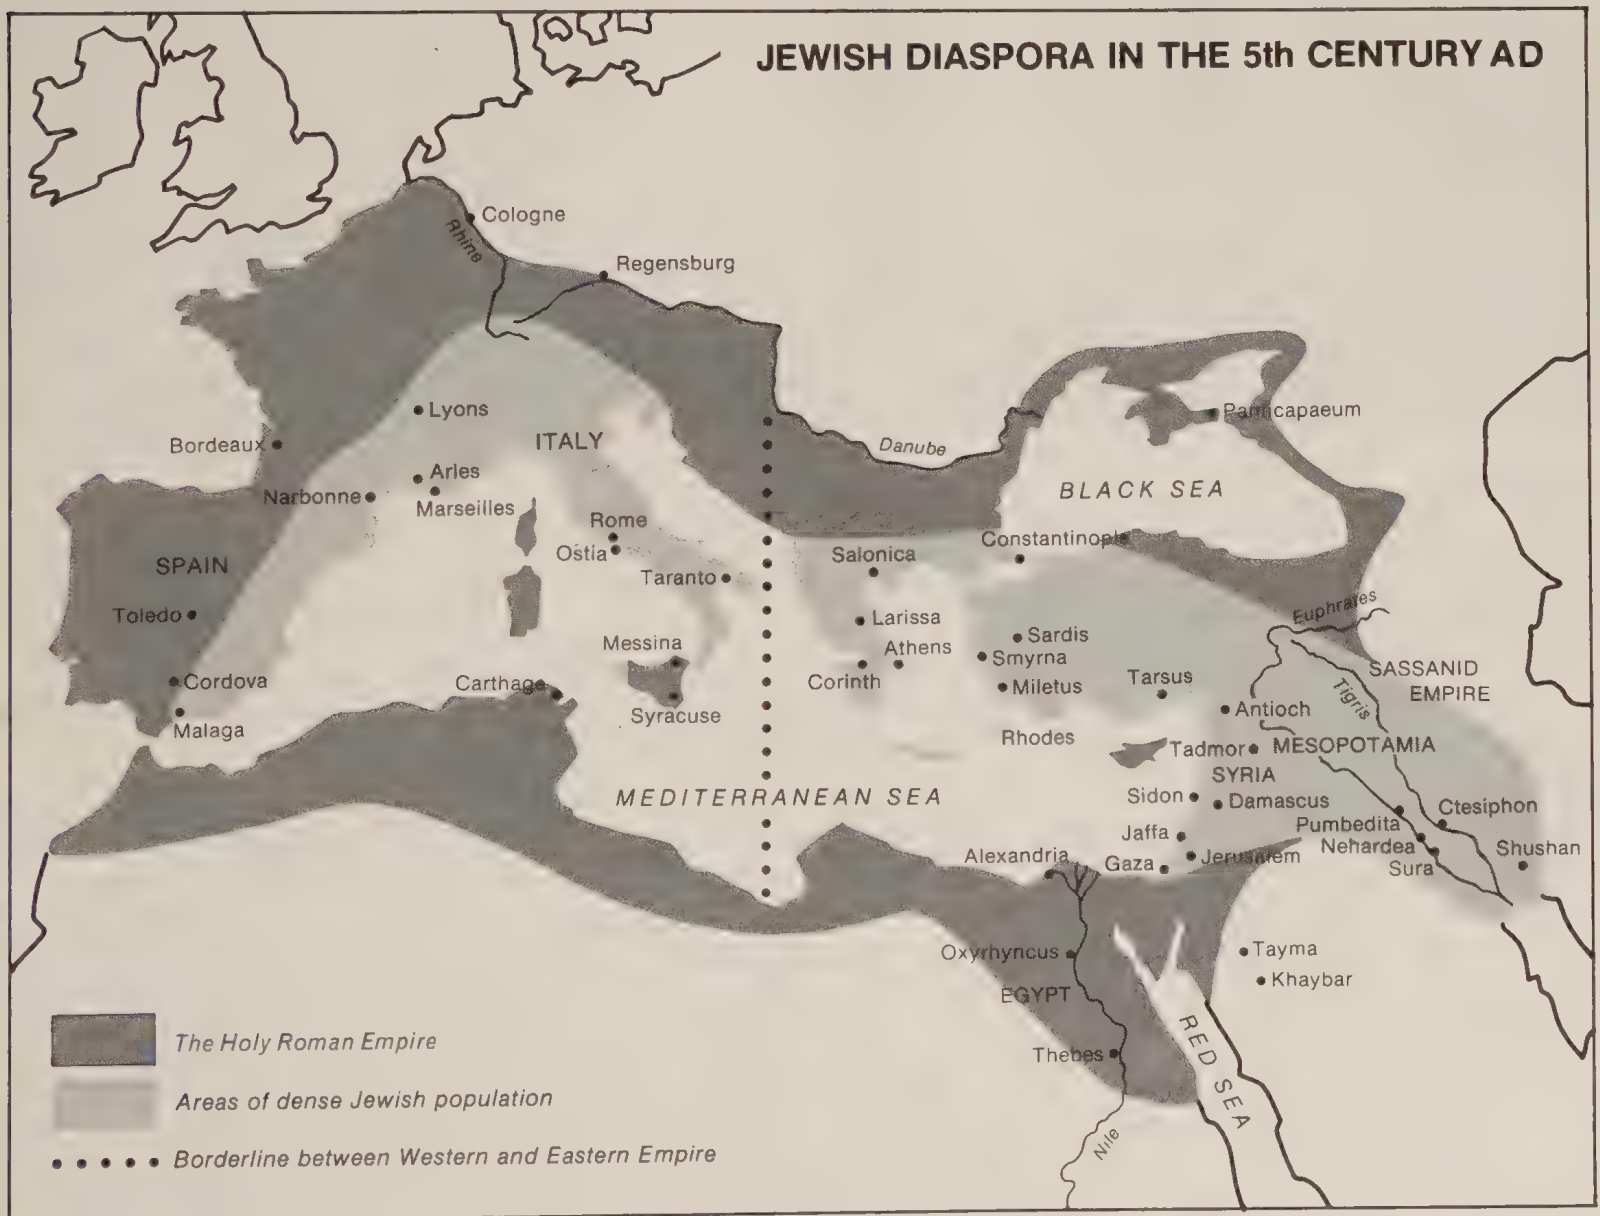 JEWISH DIASPORA IN THE 5th CENTURY AD
Cologne
Rhine
Regensburg
Lyons
Bordeaux
ITALY
Danube
Panticapaeum
Arles
Narbonne
Marseilles
BLACK SEA
Rome
Ostia
Constantinople
Salonica
SPAIN
Taranto
Toledo
Larissa
Euphrates
Messina
Athens
Sardis
Smyrna
SASSANID
EMPIRE
Cordova
Carthage
Corinth
Miletus
Tarsus
Tigris
Malaga
Syracuse
Antioch
Rhodes
Tadmor
MESOPOTAMIA
SYRIA
MEDITERRANEAN SEA
Sidon
Damascus
Ctesiphon
Jaffa
Pumbedita
Nehardea
Shushan
Alexandria
Gaza
Jerusalem
Sura
Oxyrhyncus
Tayma
Khaybar
EGYPT
RED SEA
Thebes
Nile
The Holy Roman Empire
Areas of dense Jewish population
Borderline between Western and Eastern Empire